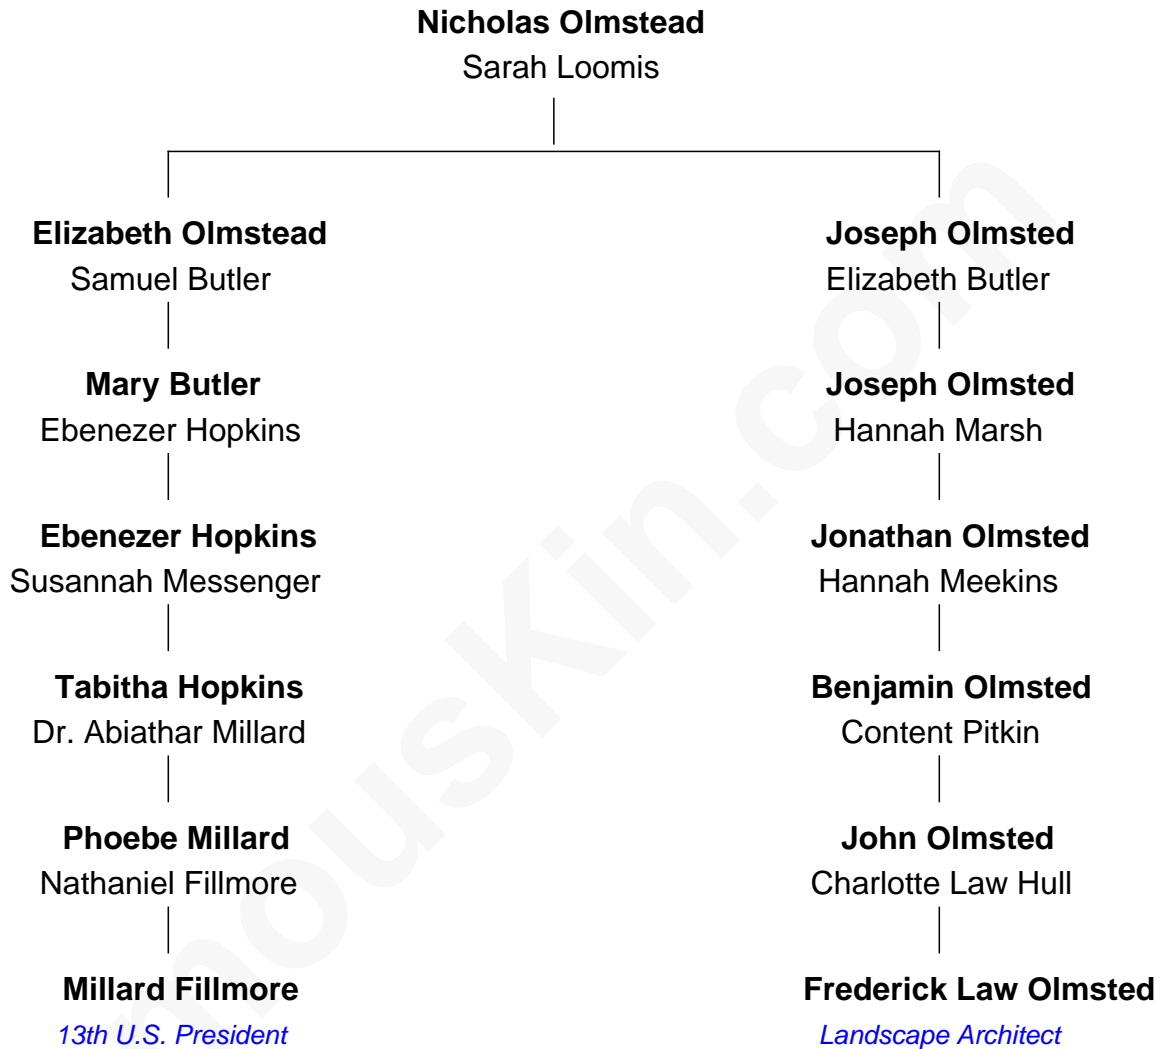 Nicholas Olmstead
Sarah Loomis
Elizabeth Olmstead
Samuel Butler
Joseph Olmsted
Elizabeth Butler
Mary Butler
Ebenezer Hopkins
Joseph Olmsted
Hannah Marsh
Ebenezer Hopkins
Susannah Messenger
Jonathan Olmsted
Hannah Meekins
Tabitha Hopkins
Dr. Abiathar Millard
Benjamin Olmsted
Content Pitkin
Phoebe Millard
Nathaniel Fillmore
John Olmsted
Charlotte Law Hull
Millard Fillmore
13th U.S. President
Frederick Law Olmsted
Landscape Architect
mousKin.com